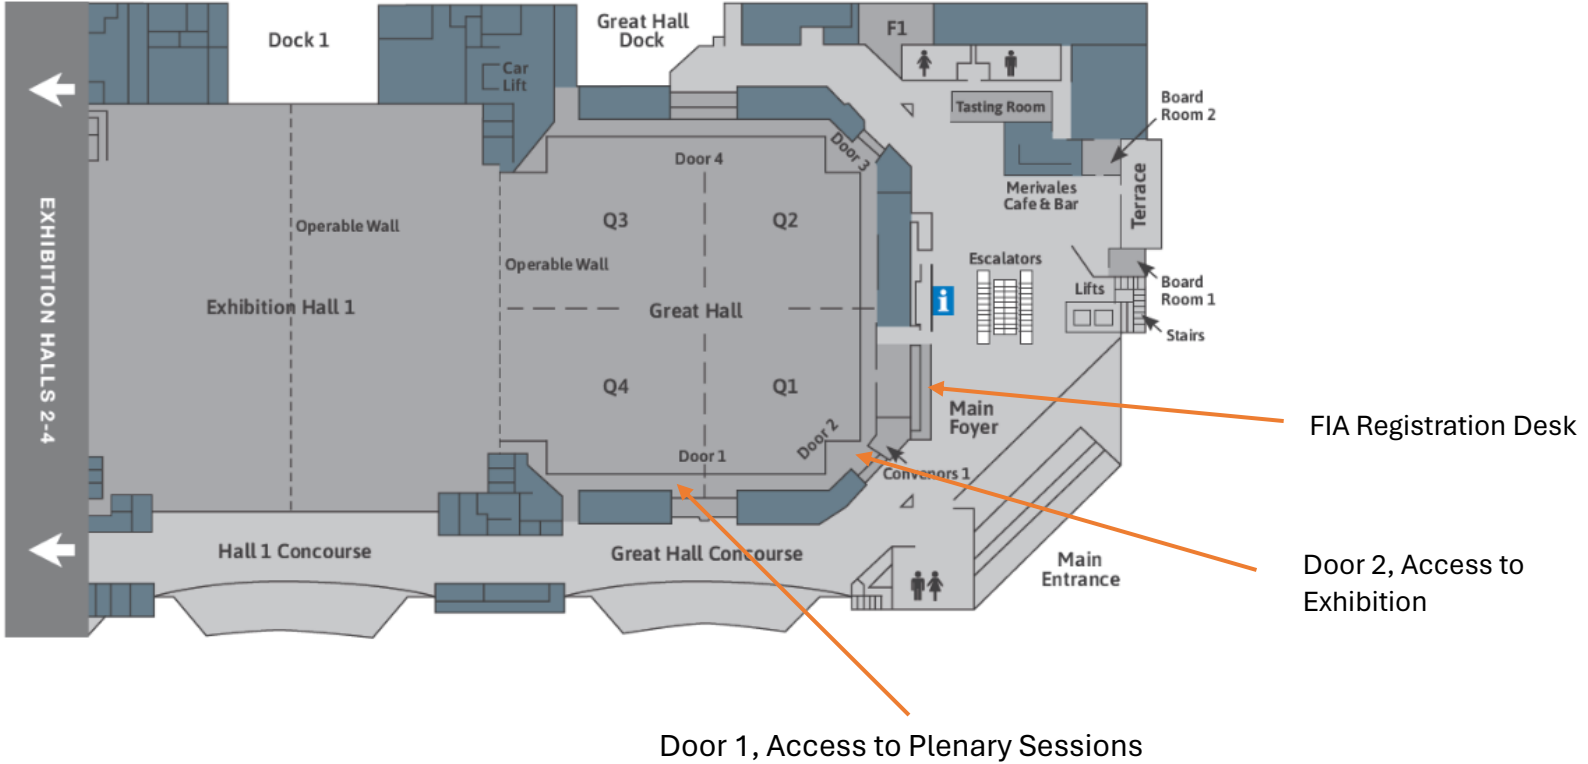 Dock 1
Great Hall
Dock
F1
Car
Lift
Tasting Room
Board
Room 2
Door 4
Door 3
Merivales
Cafe & Bar
Terrace
EXHIBITION HALLS 2-4
Operable Wall
Q3
Q2
Operable Wall
Escalators
Exhibition Hall 1
Great Hall
i
Lifts
Board
Room 1
Stairs
Q4
Q1
Main
Foyer
FIA Registration Desk
Door 2
Door 1
Convenors 1
Hall 1 Concourse
Great Hall Concourse
Main
Entrance
Door 2, Access to
Exhibition
Door 1, Access to Plenary Sessions